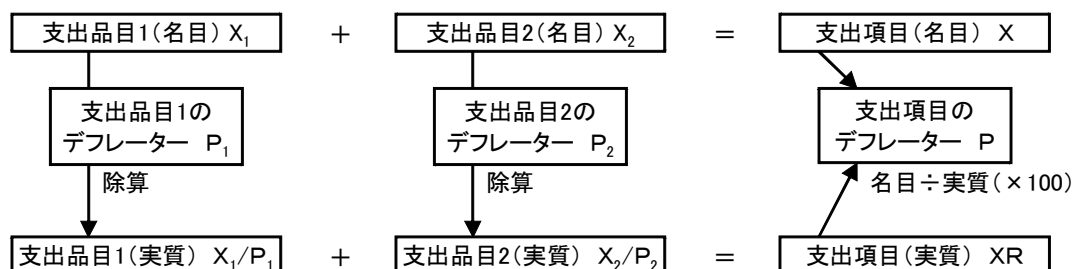 支出品目1(名目) X₁ + 支出品目2(名目) X₂ = 支出項目(名目) X
支出品目1の
デフレーター P₁
支出品目2の
デフレーター P₂
支出項目の
デフレーター P
除算
除算
名目÷実質(×100)
支出品目1(実質) X₁/P₁ + 支出品目2(実質) X₂/P₂ = 支出項目(実質) XR